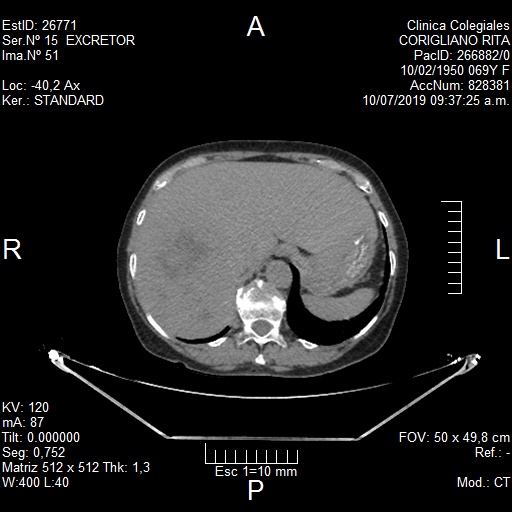 EstID: 26771
Ser.Nº 15  EXCRETOR
Ima.Nº 51
Loc: -40,2 Ax
Ker.: STANDARD
A
Clinica Colegiales
CORIGLIANO RITA
PacID: 266882/0
10/02/1950 069Y F
AccNum: 828381
10/07/2019 09:37:25 a.m.
R
L
KV: 120
mA: 87
Tilt: 0.000000
Seg: 0,752
Matriz 512 x 512 Thk: 1,3
W:400 L:40
Esc 1=10 mm
P
FOV: 50 x 49,8 cm
Ref.: -
Mod.: CT